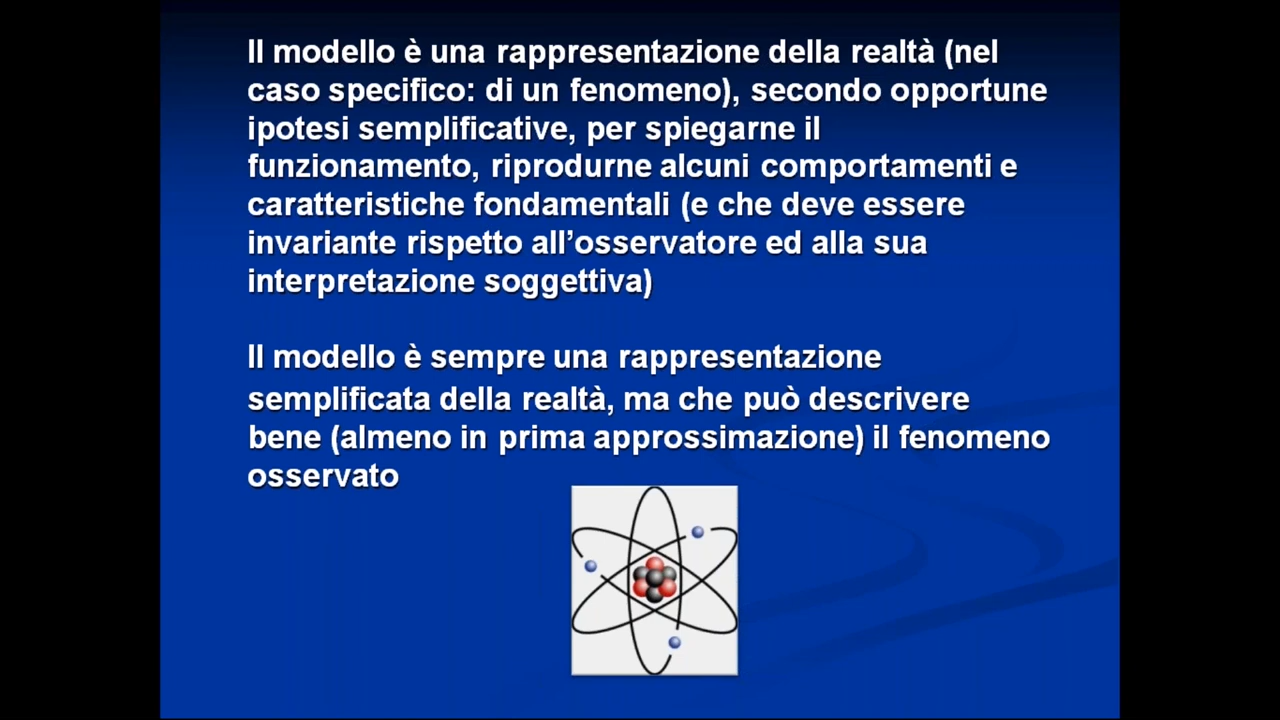 Il modello è una rappresentazione della realtà (nel
caso specifico: di un fenomeno), secondo opportune
ipotesi semplificative, per spiegarne il
funzionamento, riprodurne alcuni comportamenti e
caratteristiche fondamentali (e che deve essere
invariante rispetto all’osservatore ed alla sua
interpretazione soggettiva)
Il modello è sempre una rappresentazione
semplificata della realtà, ma che può descrivere
bene (almeno in prima approssimazione) il fenomeno
osservato